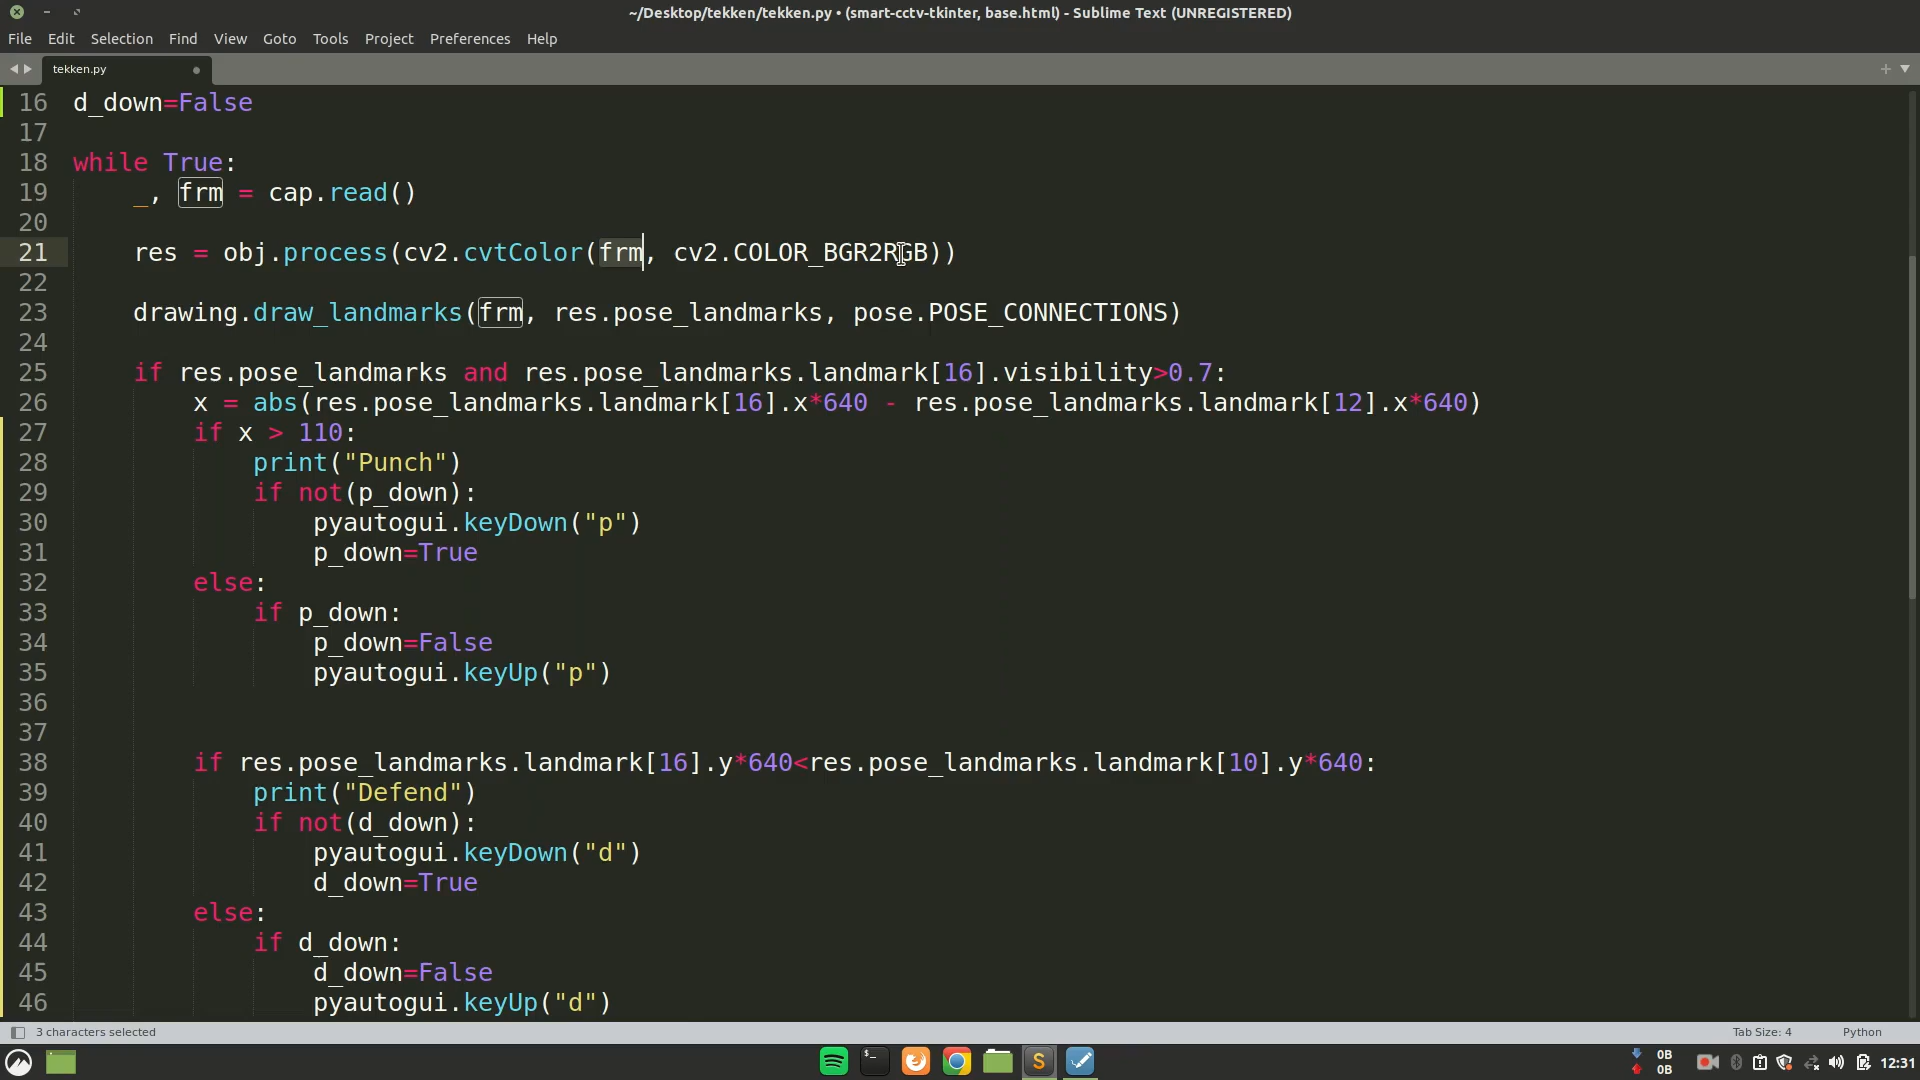 ~/Desktop/tekken/tekken.py • (smart-cctv-tkinter, base.html) - Sublime Text (UNREGISTERED)
File Edit Selection Find View Goto Tools Project Preferences Help
tekken.py
16 d_down=False
17
18 while True:
19     _, frm = cap.read()
20
21     res = obj.process(cv2.cvtColor(frm, cv2.COLOR_BGR2RGB))
22
23     drawing.draw_landmarks(frm, res.pose_landmarks, pose.POSE_CONNECTIONS)
24
25     if res.pose_landmarks and res.pose_landmarks.landmark[16].visibility>0.7:
26         x = abs(res.pose_landmarks.landmark[16].x*640 - res.pose_landmarks.landmark[12].x*640)
27         if x > 110:
28             print("Punch")
29             if not(p_down):
30                 pyautogui.keyDown("p")
31                 p_down=True
32         else:
33             if p_down:
34                 p_down=False
35                 pyautogui.keyUp("p")
36
37
38         if res.pose_landmarks.landmark[16].y*640<res.pose_landmarks.landmark[10].y*640:
39             print("Defend")
40             if not(d_down):
41                 pyautogui.keyDown("d")
42                 d_down=True
43         else:
44             if d_down:
45                 d_down=False
46                 pyautogui.keyUp("d")
3 characters selected Tab Size: 4 Python
0B
0B
12:31